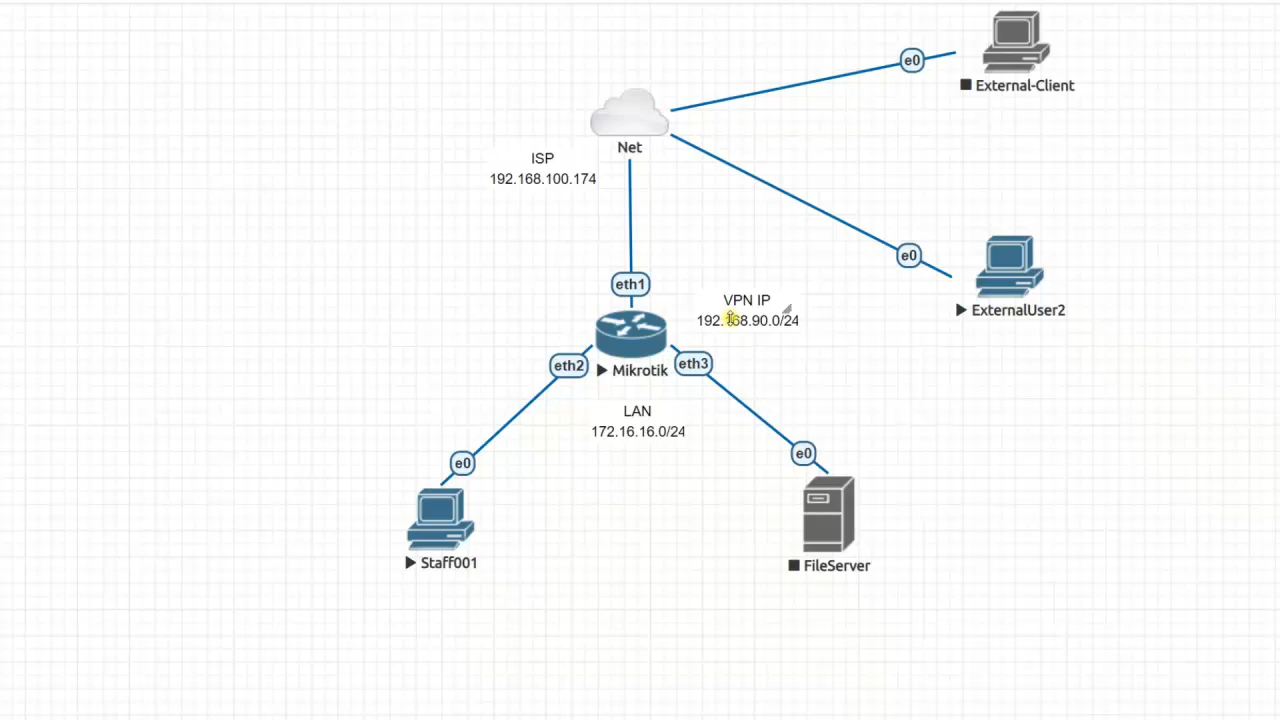 e0
External-Client
Net
ISP
192.168.100.174
e0
eth1
VPN IP
192.168.90.0/24
ExternalUser2
eth2
Mikrotik
eth3
LAN
172.16.16.0/24
e0
e0
Staff001
FileServer